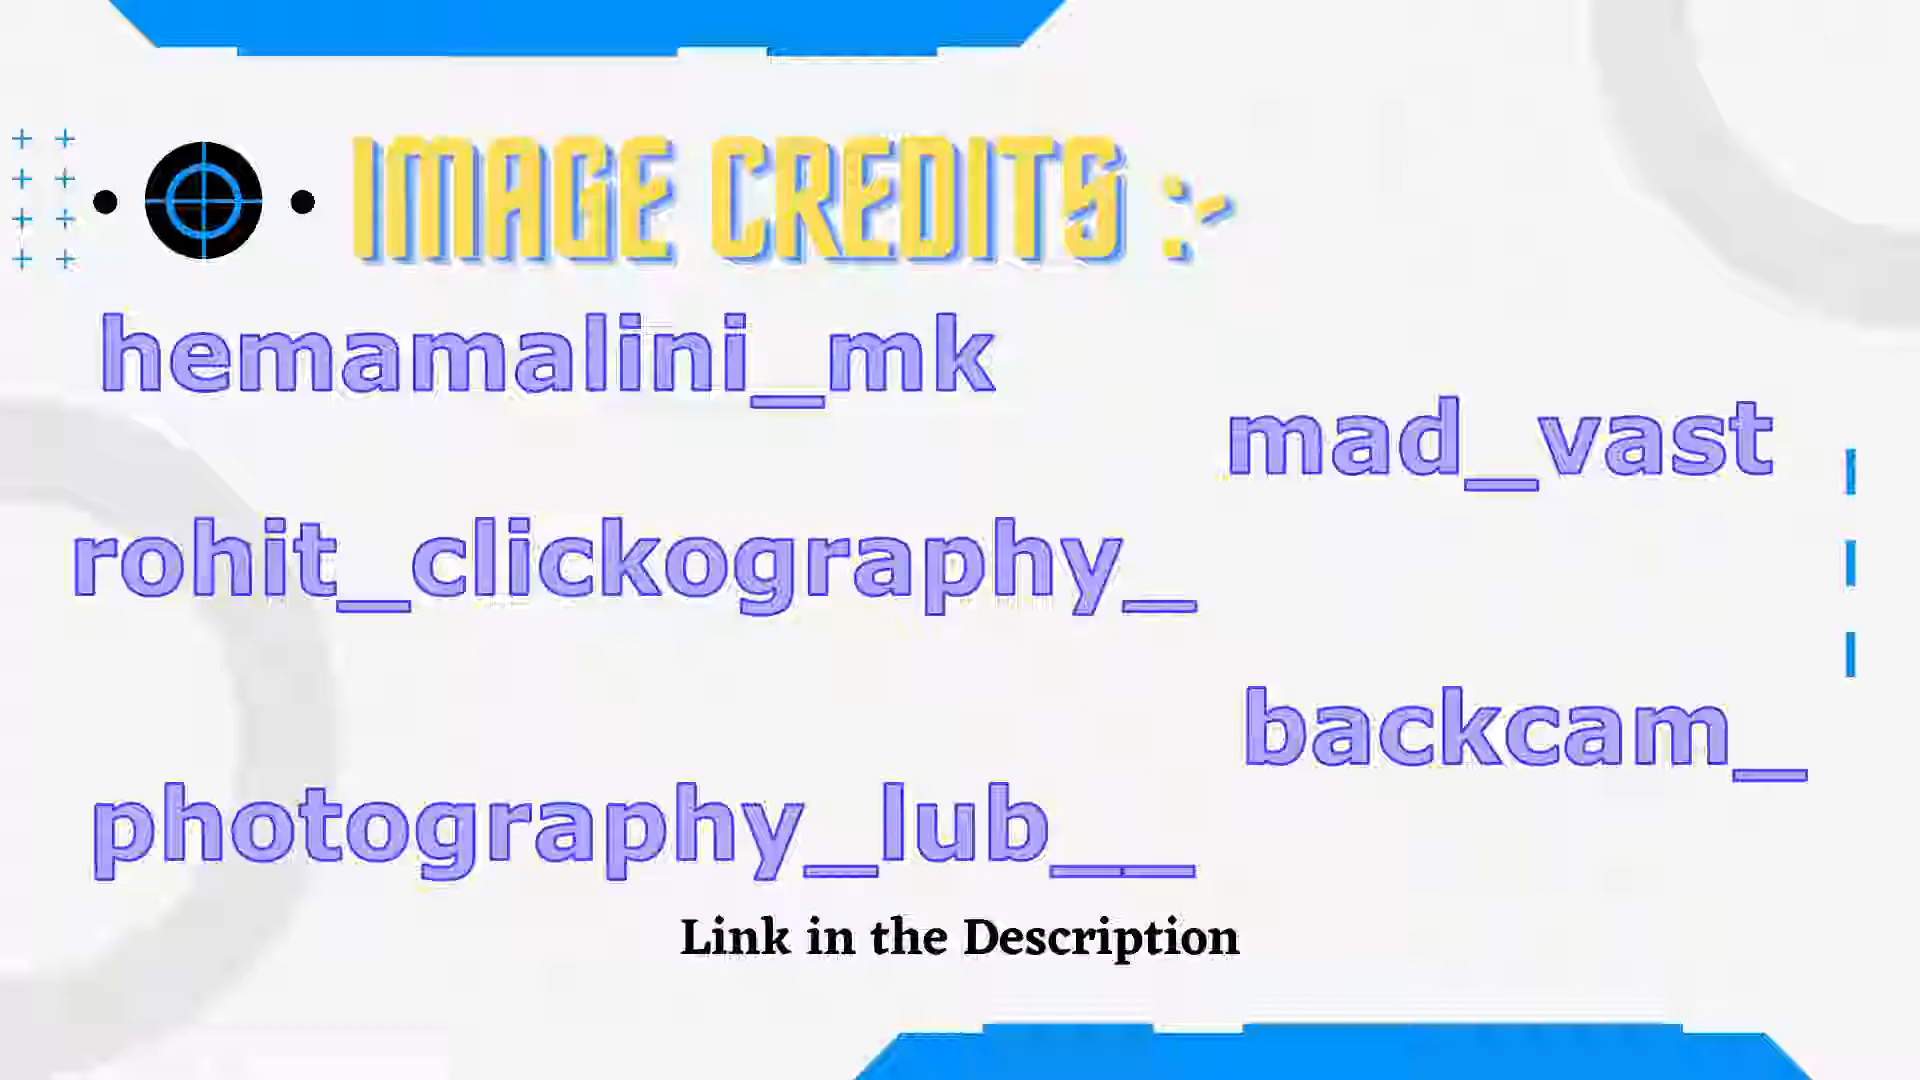 IMAGE CREDITS :-
hemamalini_mk
mad_vast
rohit_clickography_
backcam_
photography_lub__
Link in the Description